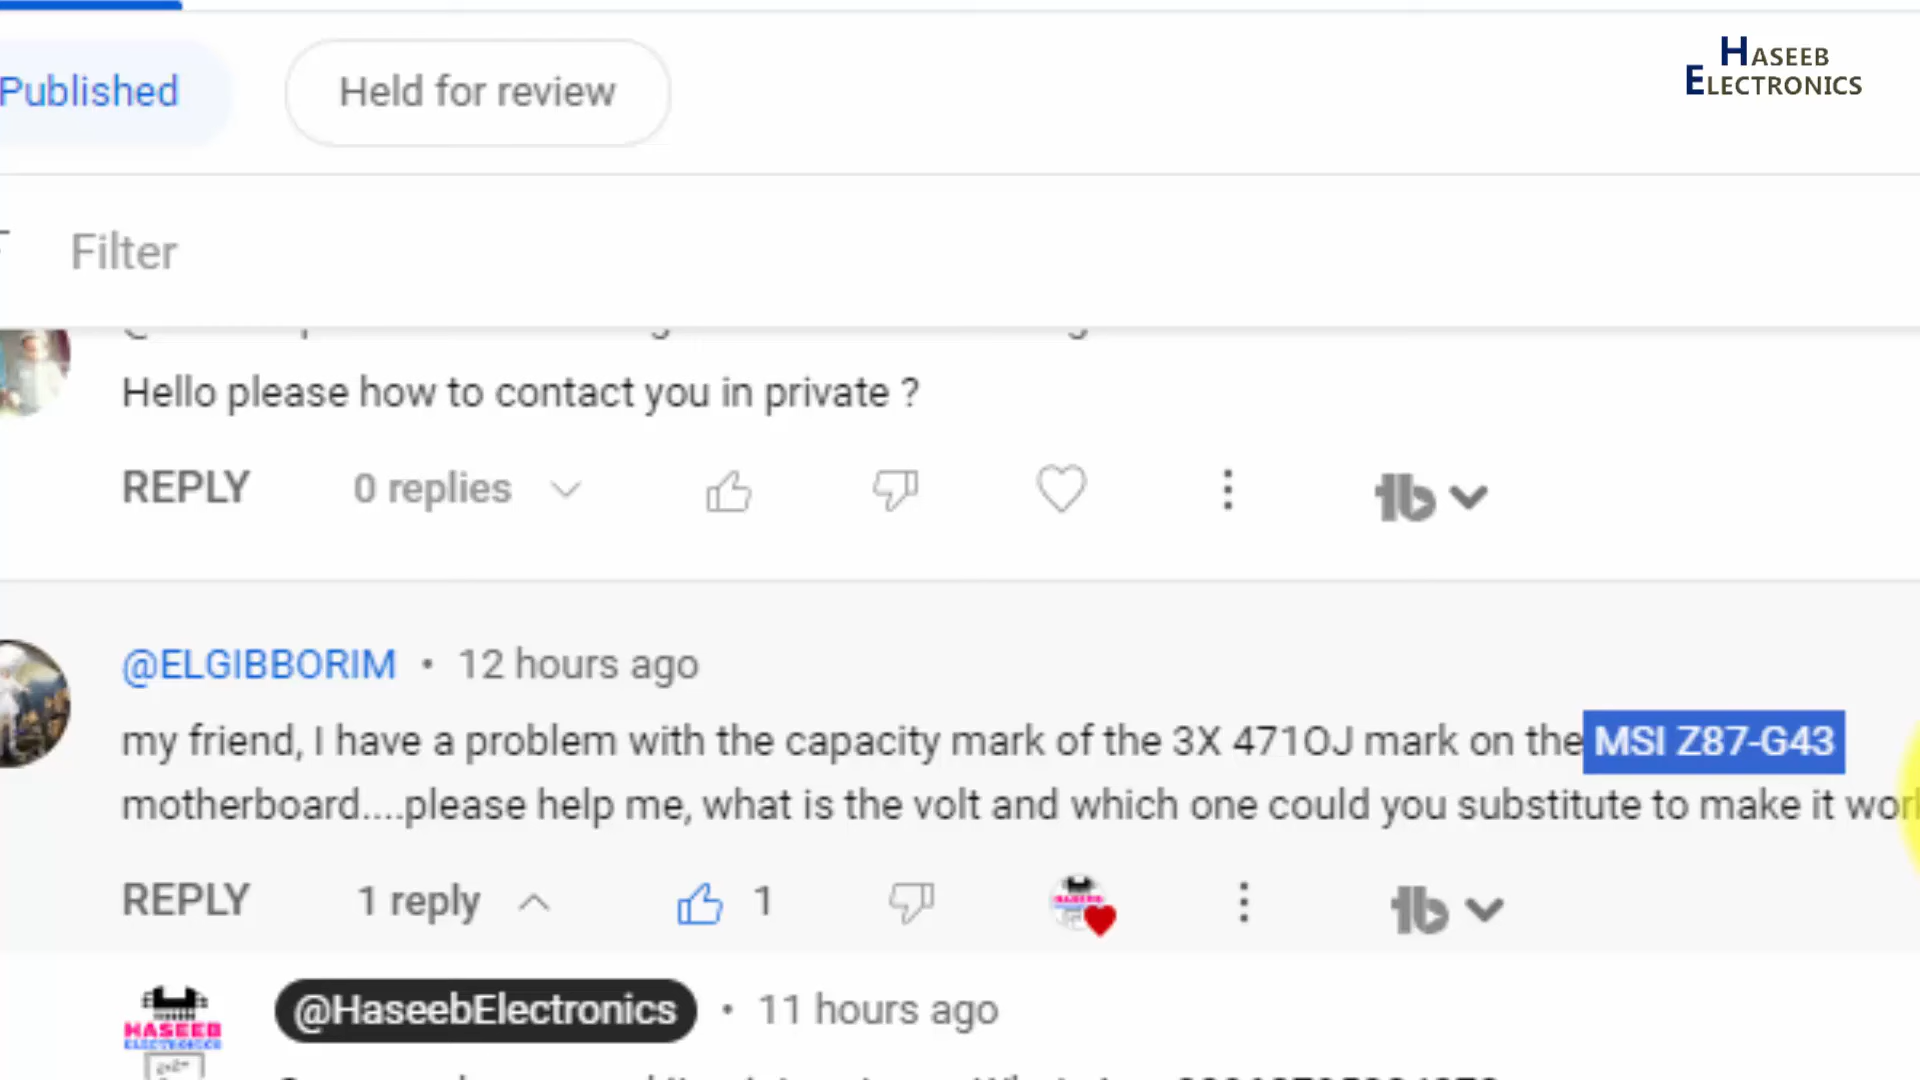 Published
Held for review
HASEEB
ELECTRONICS
Filter
Hello please how to contact you in private ?
REPLY 0 replies
@ELGIBBORIM • 12 hours ago
my friend, I have a problem with the capacity mark of the 3X 471OJ mark on the MSI Z87-G43
motherboard....please help me, what is the volt and which one could you substitute to make it
REPLY 1 reply 1
HASEEB
ELECTRONICS
@HaseebElectronics • 11 hours ago